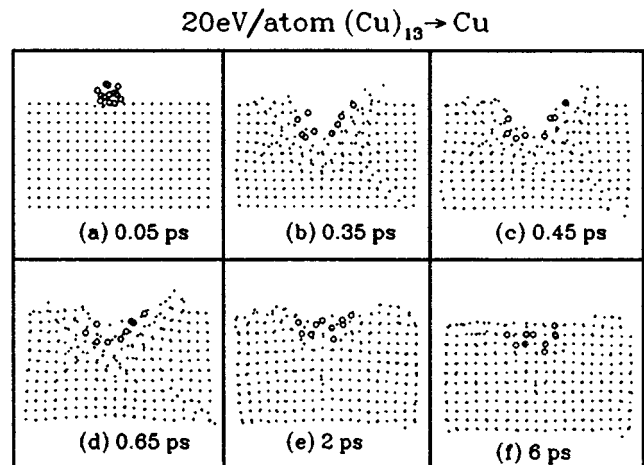 20eV/atom (Cu)₁₃→ Cu
(a) 0.05 ps
(b) 0.35 ps
(c) 0.45 ps
(d) 0.65 ps
(e) 2 ps
(f) 6 ps